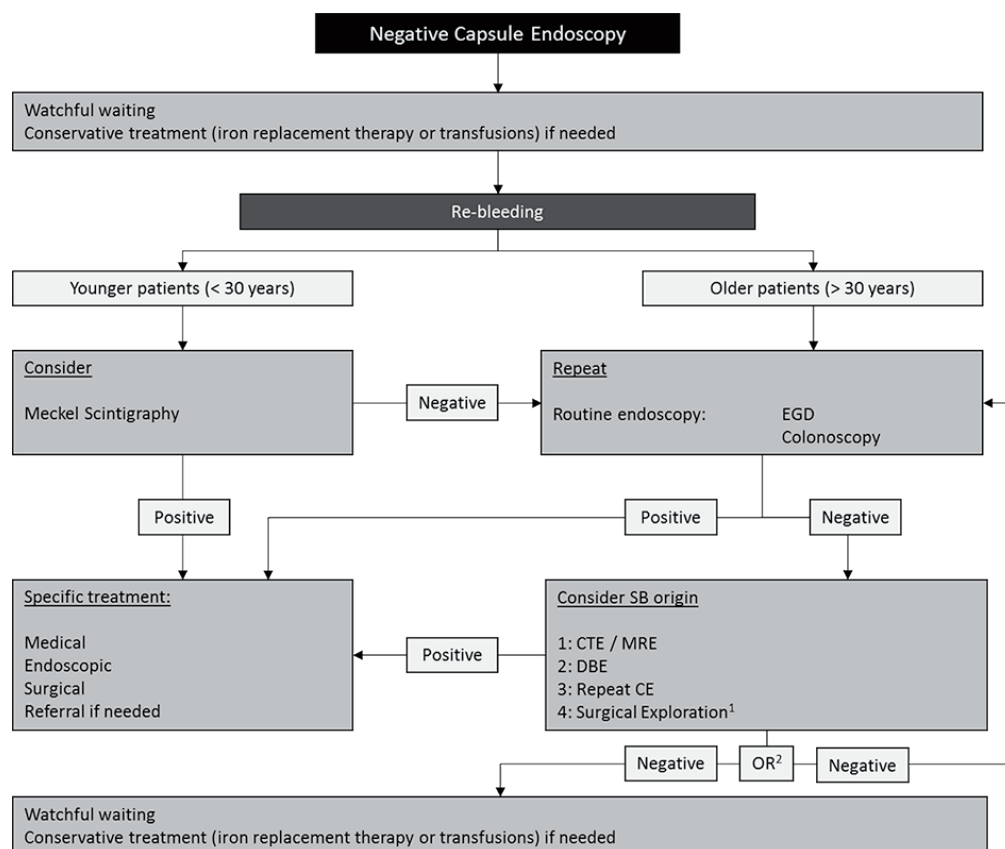 Negative Capsule Endoscopy
Watchful waiting
Conservative treatment (iron replacement therapy or transfusions) if needed
Re-bleeding
Younger patients (< 30 years)
Older patients (> 30 years)
Consider
Meckel Scintigraphy
Negative
Repeat
Routine endoscopy: EGD
Colonoscopy
Positive
Positive
Negative
Specific treatment:
Medical
Endoscopic
Surgical
Referral if needed
Positive
Consider SB origin
1: CTE / MRE
2: DBE
3: Repeat CE
4: Surgical Exploration¹
Negative
OR²
Negative
Watchful waiting
Conservative treatment (iron replacement therapy or transfusions) if needed